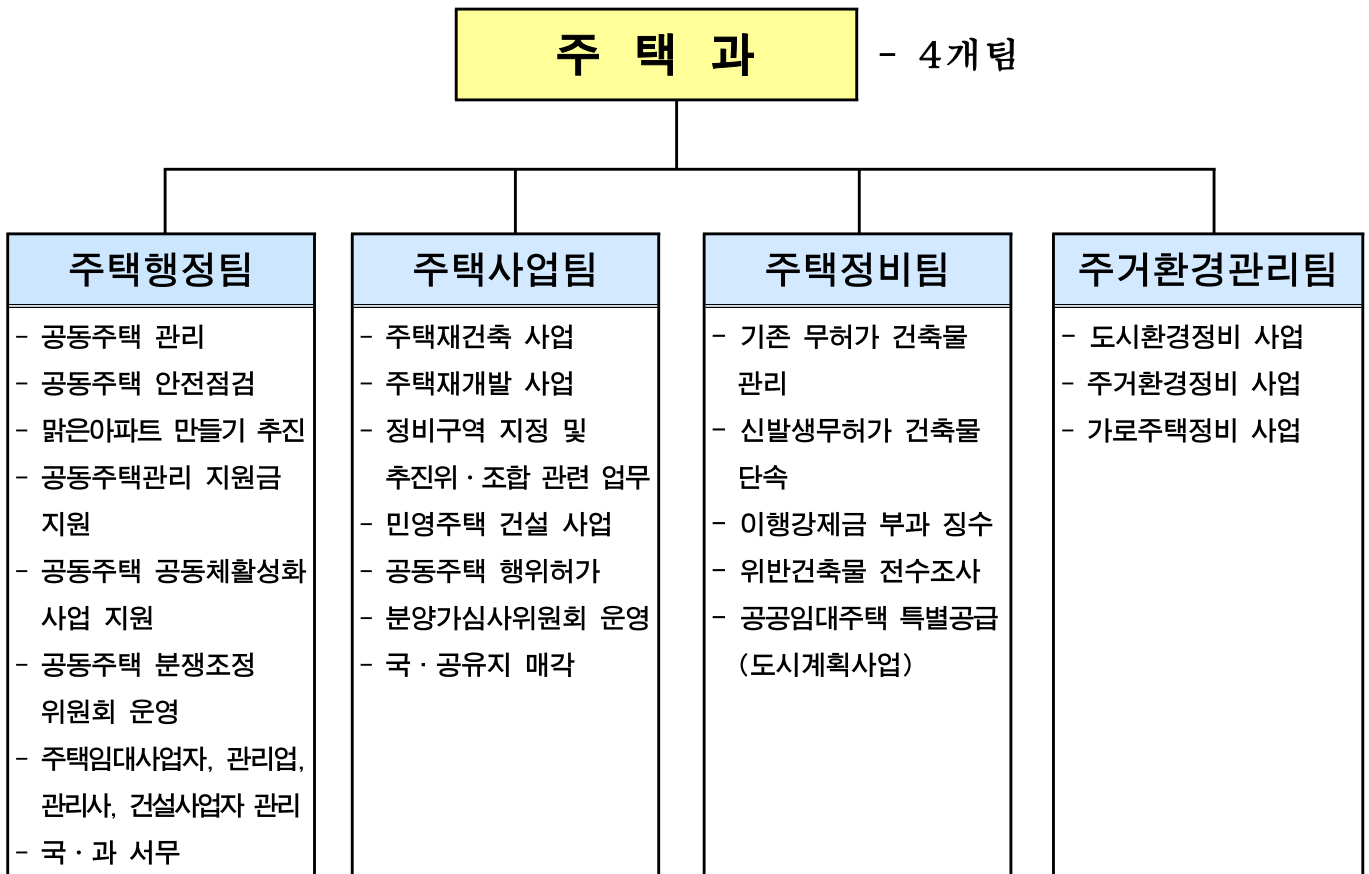 주 택 과
- 4개팀
주택행정팀
- 공동주택 관리
- 공동주택 안전점검
- 맑은아파트 만들기 추진
- 공동주택관리 지원금
지원
- 공동주택 공동체활성화
사업 지원
- 공동주택 분쟁조정
위원회 운영
- 주택임대사업자, 관리업,
관리사, 건설사업자 관리
- 국·과 서무
주택사업팀
- 주택재건축 사업
- 주택재개발 사업
- 정비구역 지정 및
추진위·조합 관련 업무
- 민영주택 건설 사업
- 공동주택 행위허가
- 분양가심사위원회 운영
- 국·공유지 매각
주택정비팀
- 기존 무허가 건축물
관리
- 신발생무허가 건축물
단속
- 이행강제금 부과 징수
- 위반건축물 전수조사
- 공공임대주택 특별공급
(도시계획사업)
주거환경관리팀
- 도시환경정비 사업
- 주거환경정비 사업
- 가로주택정비 사업